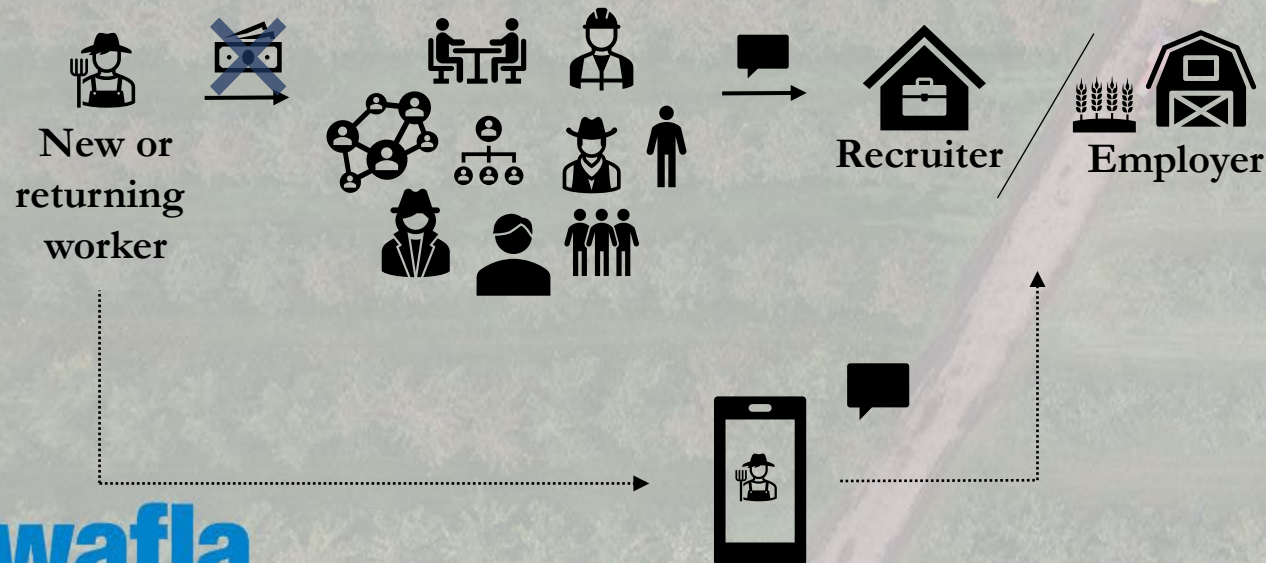 New or
returning
worker
Recruiter
Employer
wafla